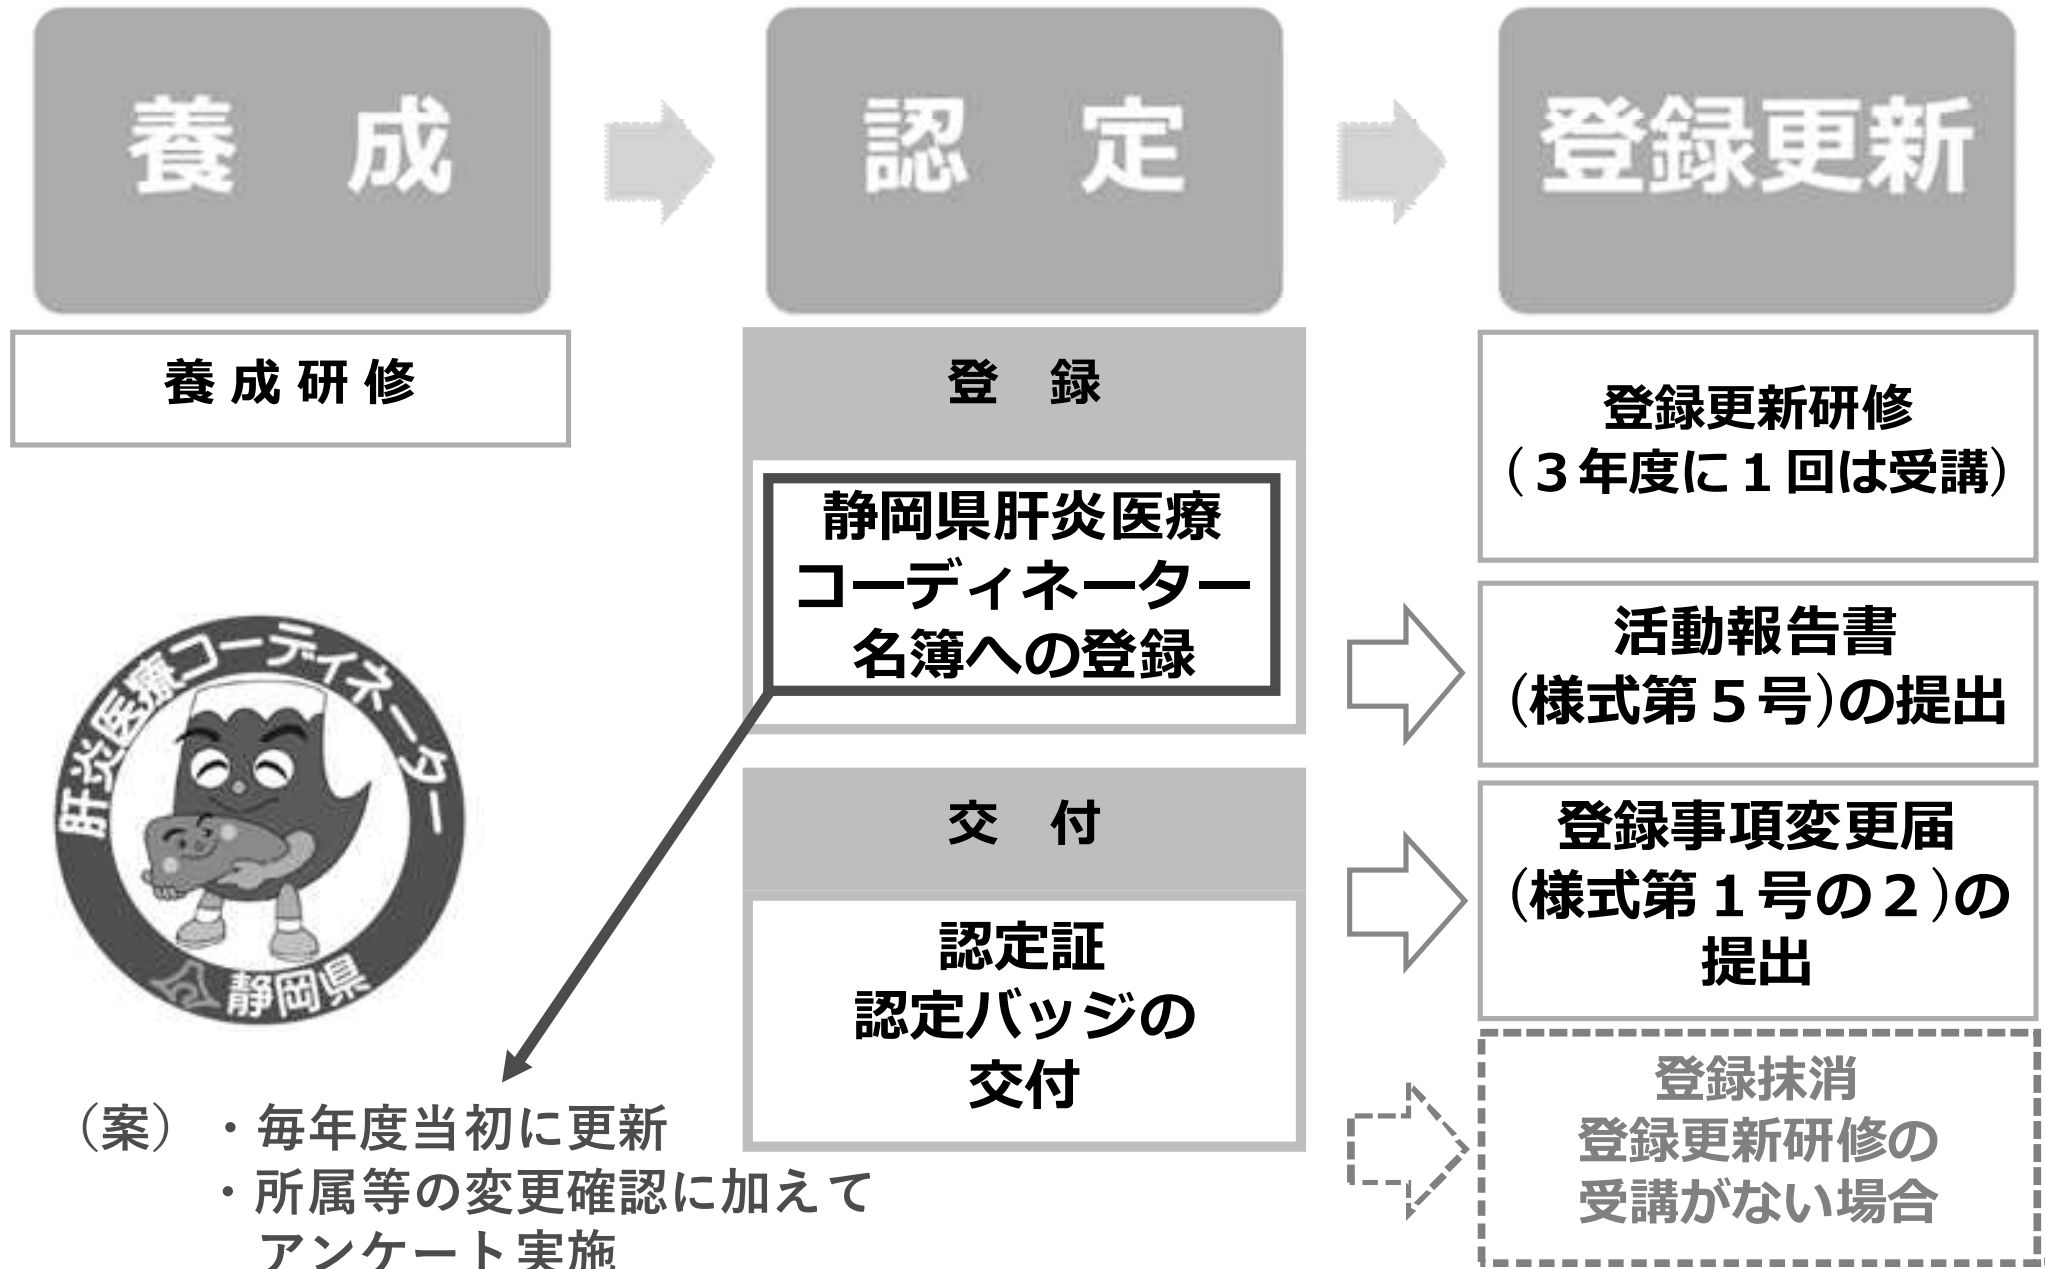 養　成
認　定
登録更新
養成研修
登　録
静岡県肝炎医療
コーディネーター
名簿への登録
交　付
認定証
認定バッジの
交付
登録更新研修
（３年度に１回は受講）
活動報告書
(様式第５号)の提出
登録事項変更届
(様式第１号の２)の
提出
登録抹消
登録更新研修の
受講がない場合
肝炎医療コーディネーター
静岡県
（案）・毎年度当初に更新
・所属等の変更確認に加えて
アンケート実施